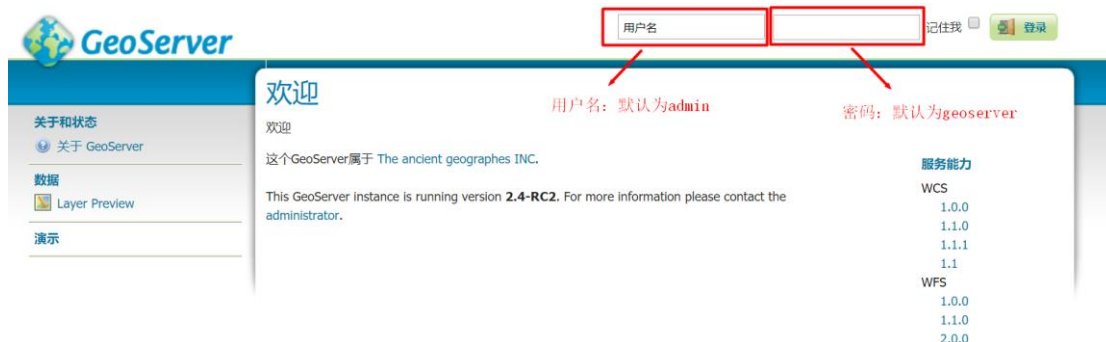 GeoServer
用户名
记住我
登录
用户名：默认为admin
密码：默认为geoserver
关于和状态
关于 GeoServer
数据
Layer Preview
演示
欢迎
欢迎
这个GeoServer属于 The ancient geographes INC.
This GeoServer instance is running version 2.4-RC2. For more information please contact the
administrator.
服务能力
WCS
1.0.0
1.1.0
1.1.1
1.1
WFS
1.0.0
1.1.0
2.0.0